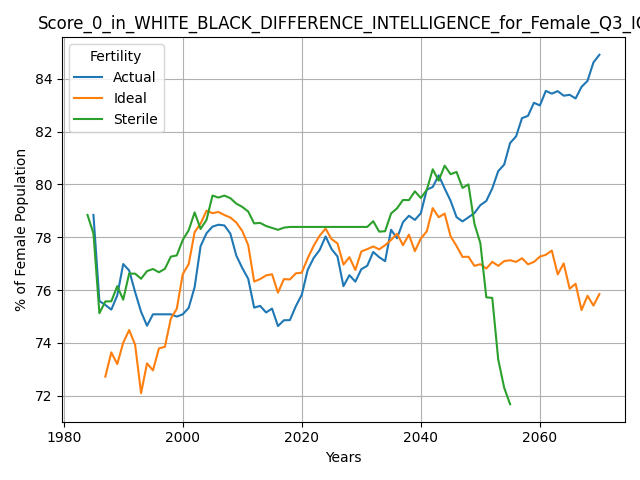 Score_0_in_WHITE_BLACK_DIFFERENCE_INTELLIGENCE_for_Female_Q3_IC
Fertility
Actual
Ideal
Sterile
84
82
80
78
76
74
72
% of Female Population
1980
2000
2020
2040
2060
Years